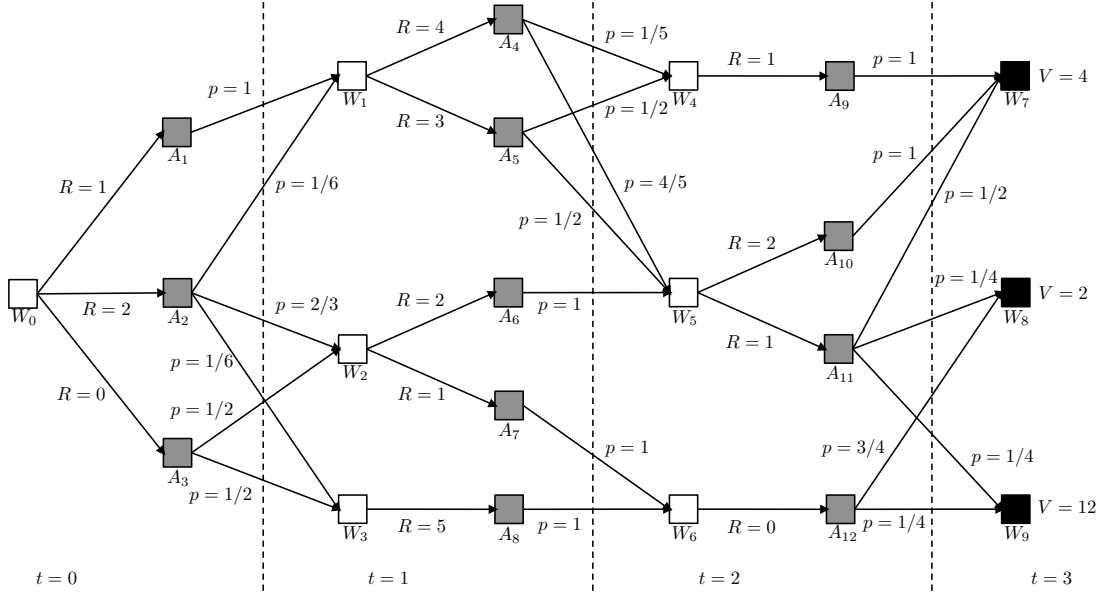 A₄
R = 4
p = 1/5
W₁
W₄
R = 1
A₉
p = 1
W₇
V = 4
p = 1
R = 3
A₅
p = 1/2
A₁
p = 1
R = 1
p = 1/6
p = 4/5
p = 1/2
p = 1/2
R = 2
A₁₀
W₀
R = 2
A₂
p = 2/3
R = 2
A₆
p = 1
W₅
p = 1/4
W₈
V = 2
R = 1
A₁₁
p = 1/6
W₂
R = 0
R = 1
A₇
p = 1/2
p = 1
p = 3/4
p = 1/4
A₃
p = 1/2
W₃
R = 5
A₈
p = 1
W₆
R = 0
A₁₂
p = 1/4
W₉
V = 12
t = 0
t = 1
t = 2
t = 3